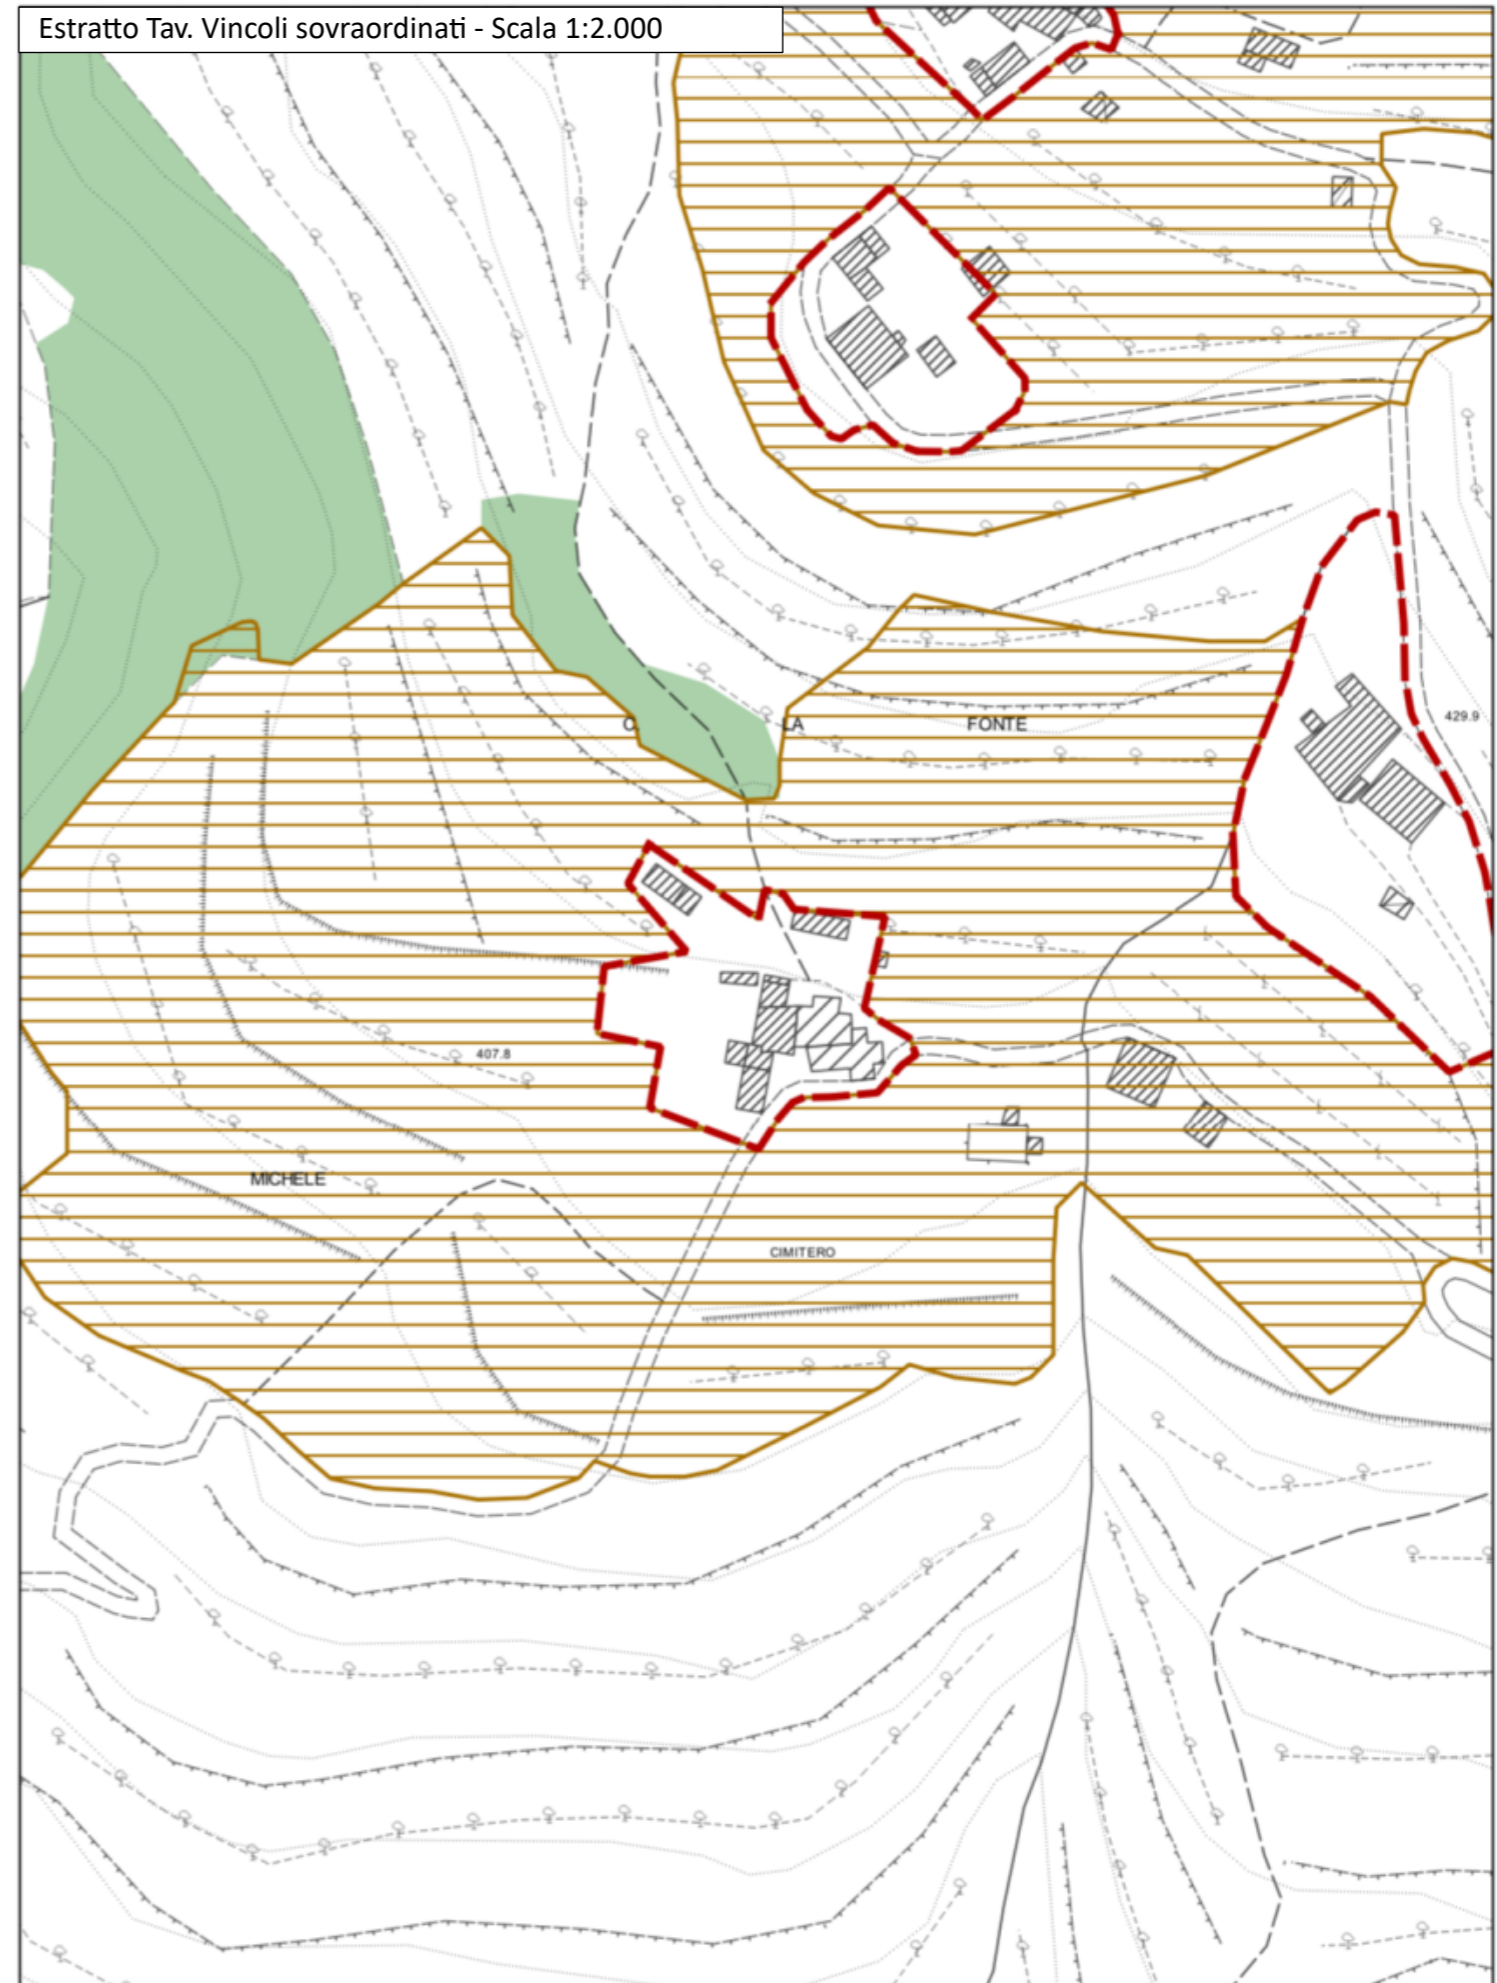 Estratto Tav. Vincoli sovraordinati - Scala 1:2.000
C. LA FONTE
429.9
407.8
MICHELE
CIMITERO